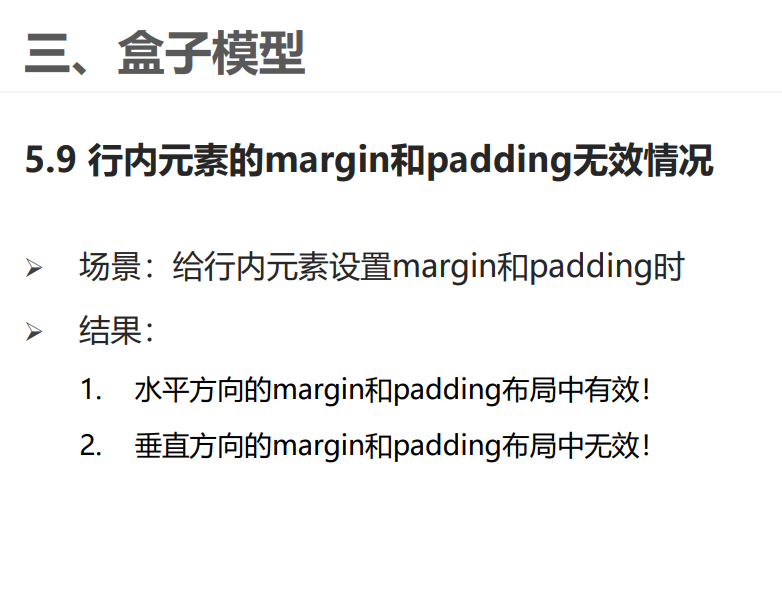 三、盒子模型
5.9 行内元素的margin和padding无效情况
➢ 场景：给行内元素设置margin和padding时
➢ 结果：
1. 水平方向的margin和padding布局中有效！
2. 垂直方向的margin和padding布局中无效！